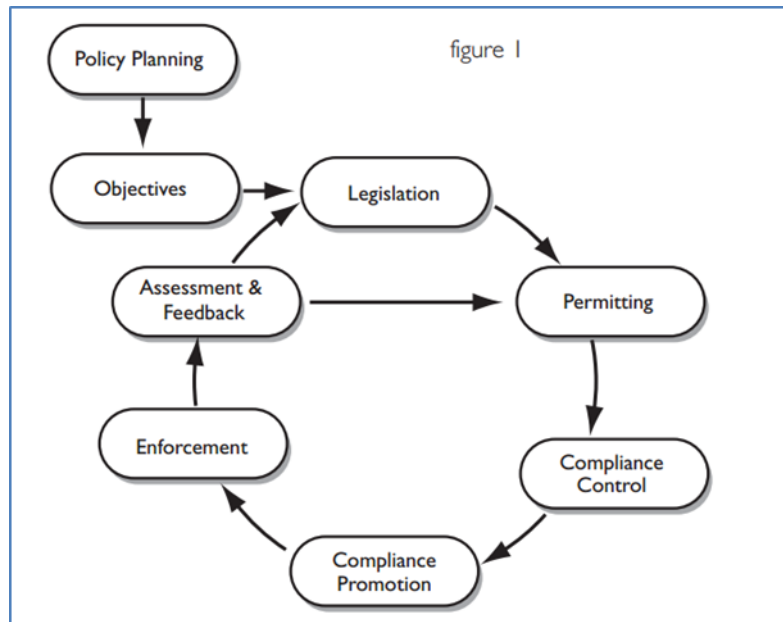 Policy Planning
figure 1
Objectives
Legislation
Assessment &
Feedback
Permitting
Enforcement
Compliance
Control
Compliance
Promotion